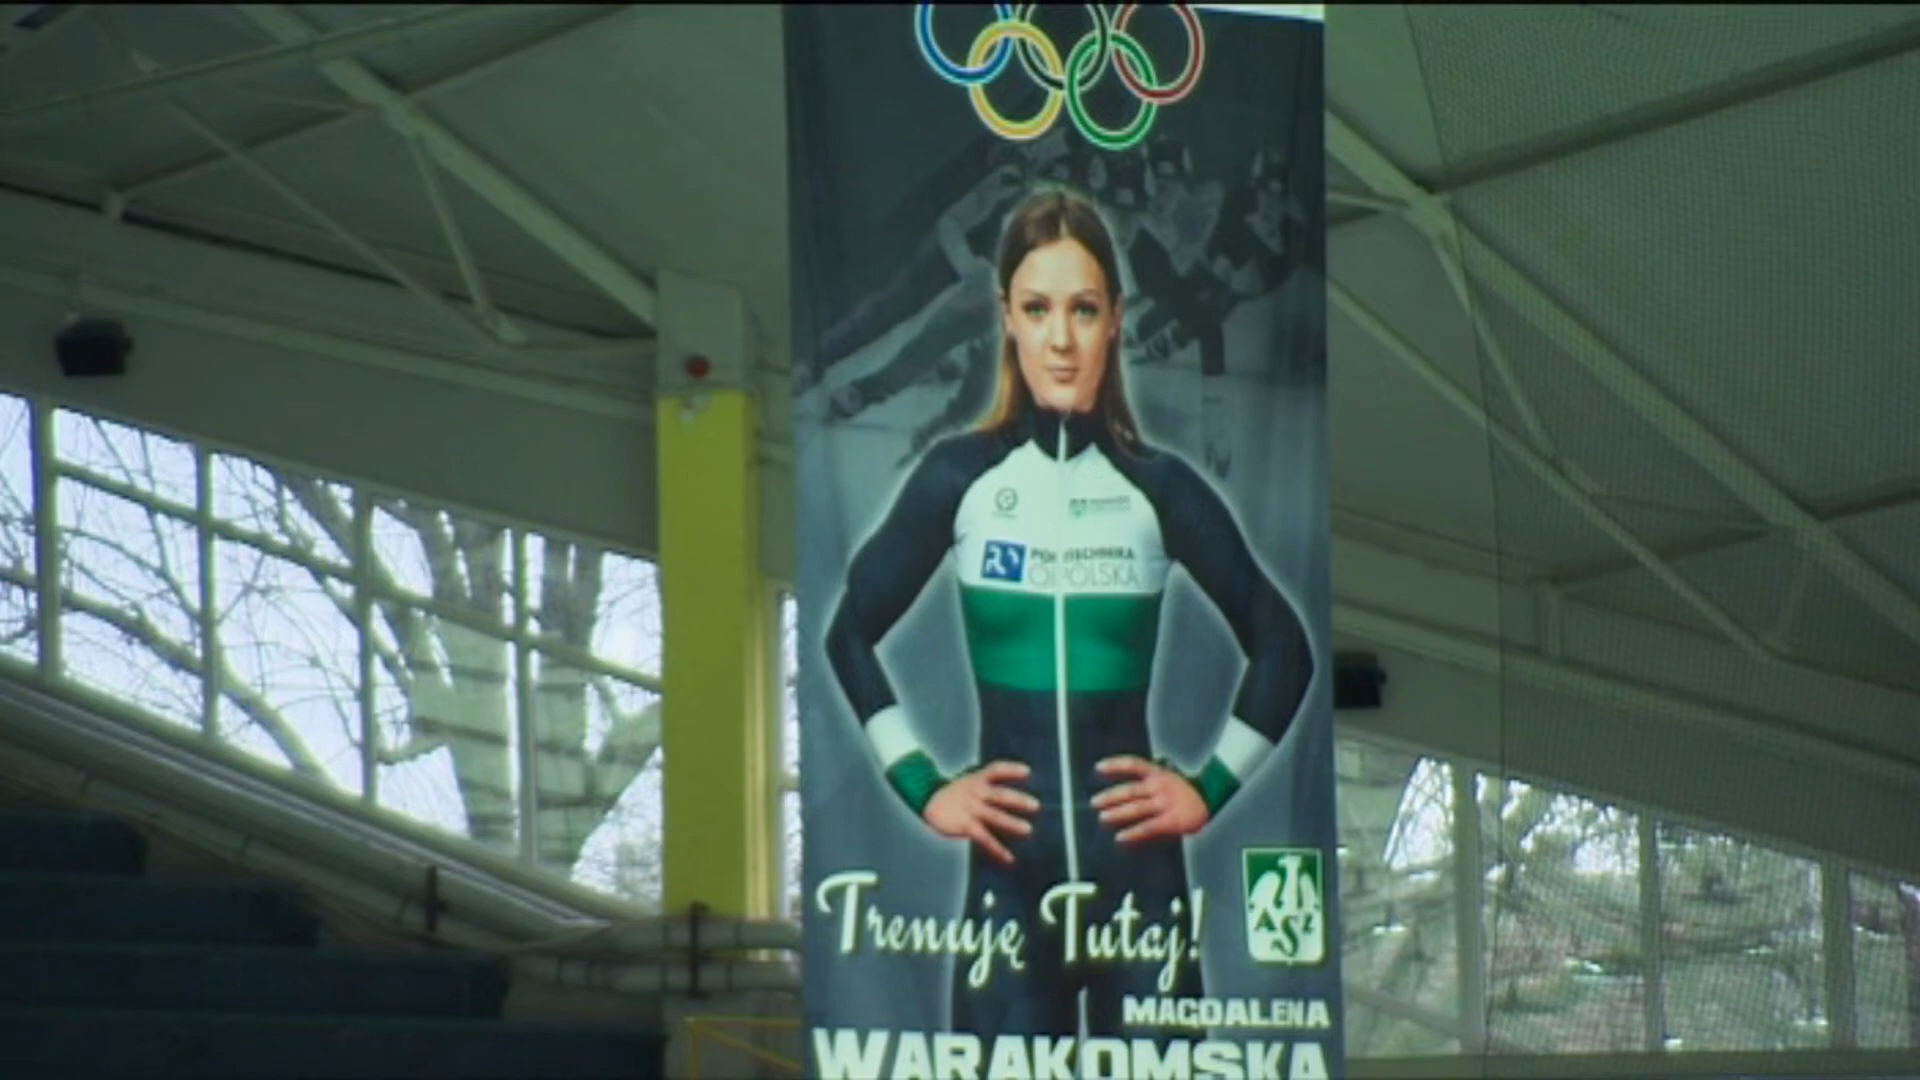 POLITECHNIKA
OPOLSKA
Trenuję Tutaj!
AZS
MAGDALENA
WARAKOMSKA